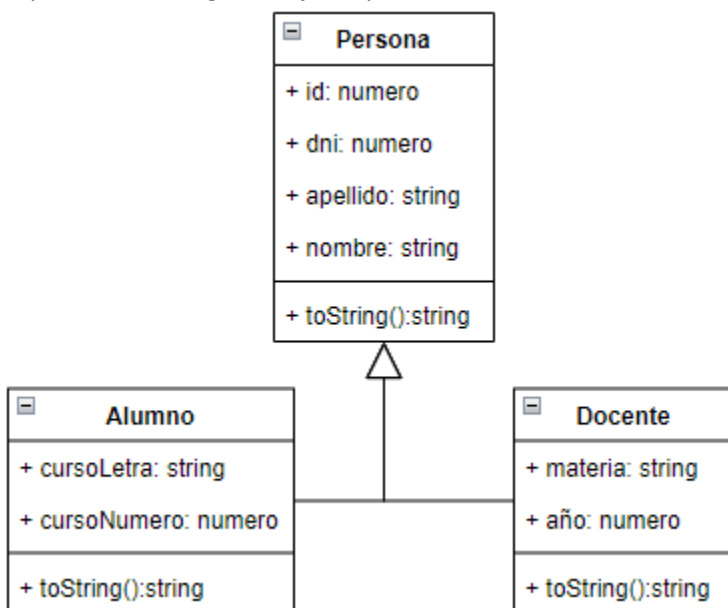 Persona
+ id: numero
+ dni: numero
+ apellido: string
+ nombre: string
+ toString():string
Alumno
+ cursoLetra: string
+ cursoNumero: numero
+ toString():string
Docente
+ materia: string
+ año: numero
+ toString():string